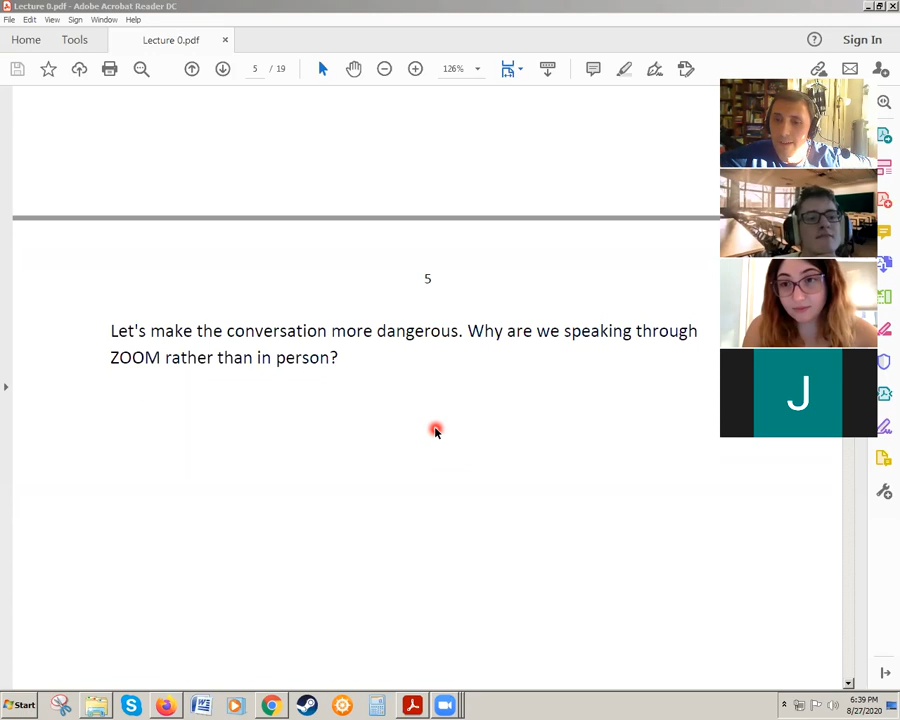 Lecture 0.pdf - Adobe Acrobat Reader DC
File Edit View Sign Window Help
Home Tools Lecture 0.pdf × Sign In
5 / 19 126%
5
Let's make the conversation more dangerous. Why are we speaking through
ZOOM rather than in person?
J
Start
6:39 PM
8/27/2020